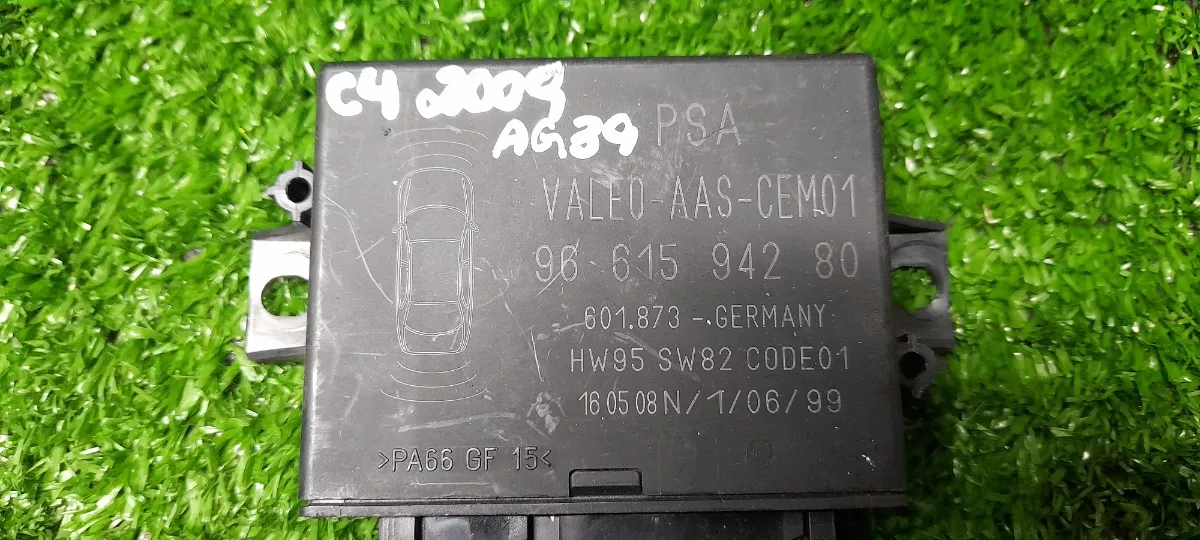 C4 2009
AG89
PSA
VALEO-AAS-CEM01
96 615 942 80
601.873 - GERMANY
HW95 SW82 CODE01
16.05.08N/1/06/99
>PA66 GF 15<